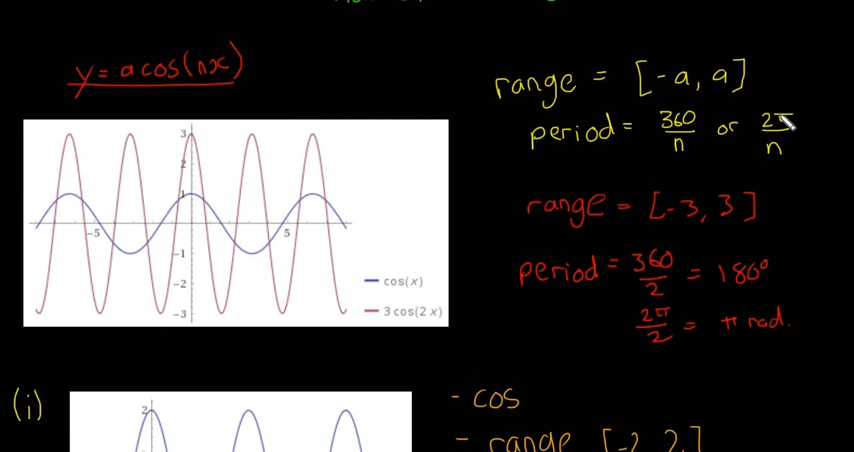 y = a cos(nx)
range = [-a, a]
period = 360/n or 2π/n
3
2
1
-5
5
-1
-2
-3
cos(x)
3 cos(2 x)
range = [-3, 3]
period = 360/2 = 180°
2π/2 = π rad.
(i)
2
- cos
- range [-2, 2]